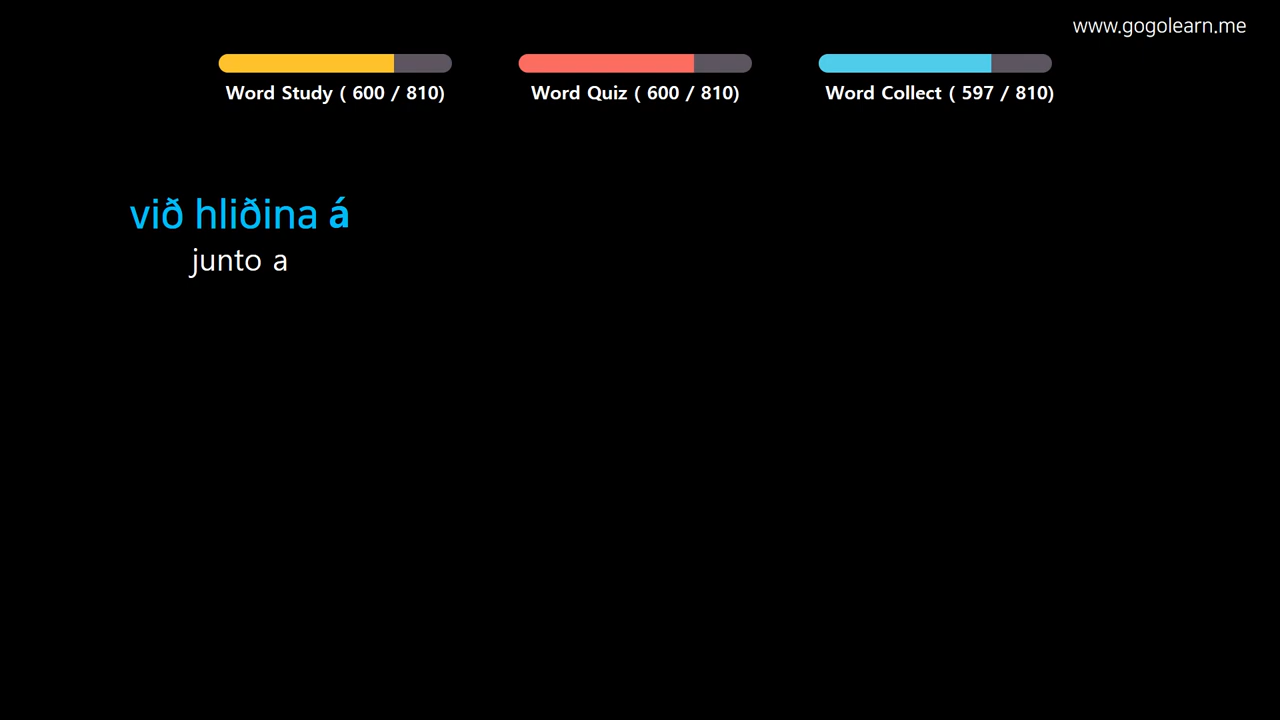 www.gogolearn.me
Word Study ( 600 / 810)
Word Quiz ( 600 / 810)
Word Collect ( 597 / 810)
við hliðina á
junto a